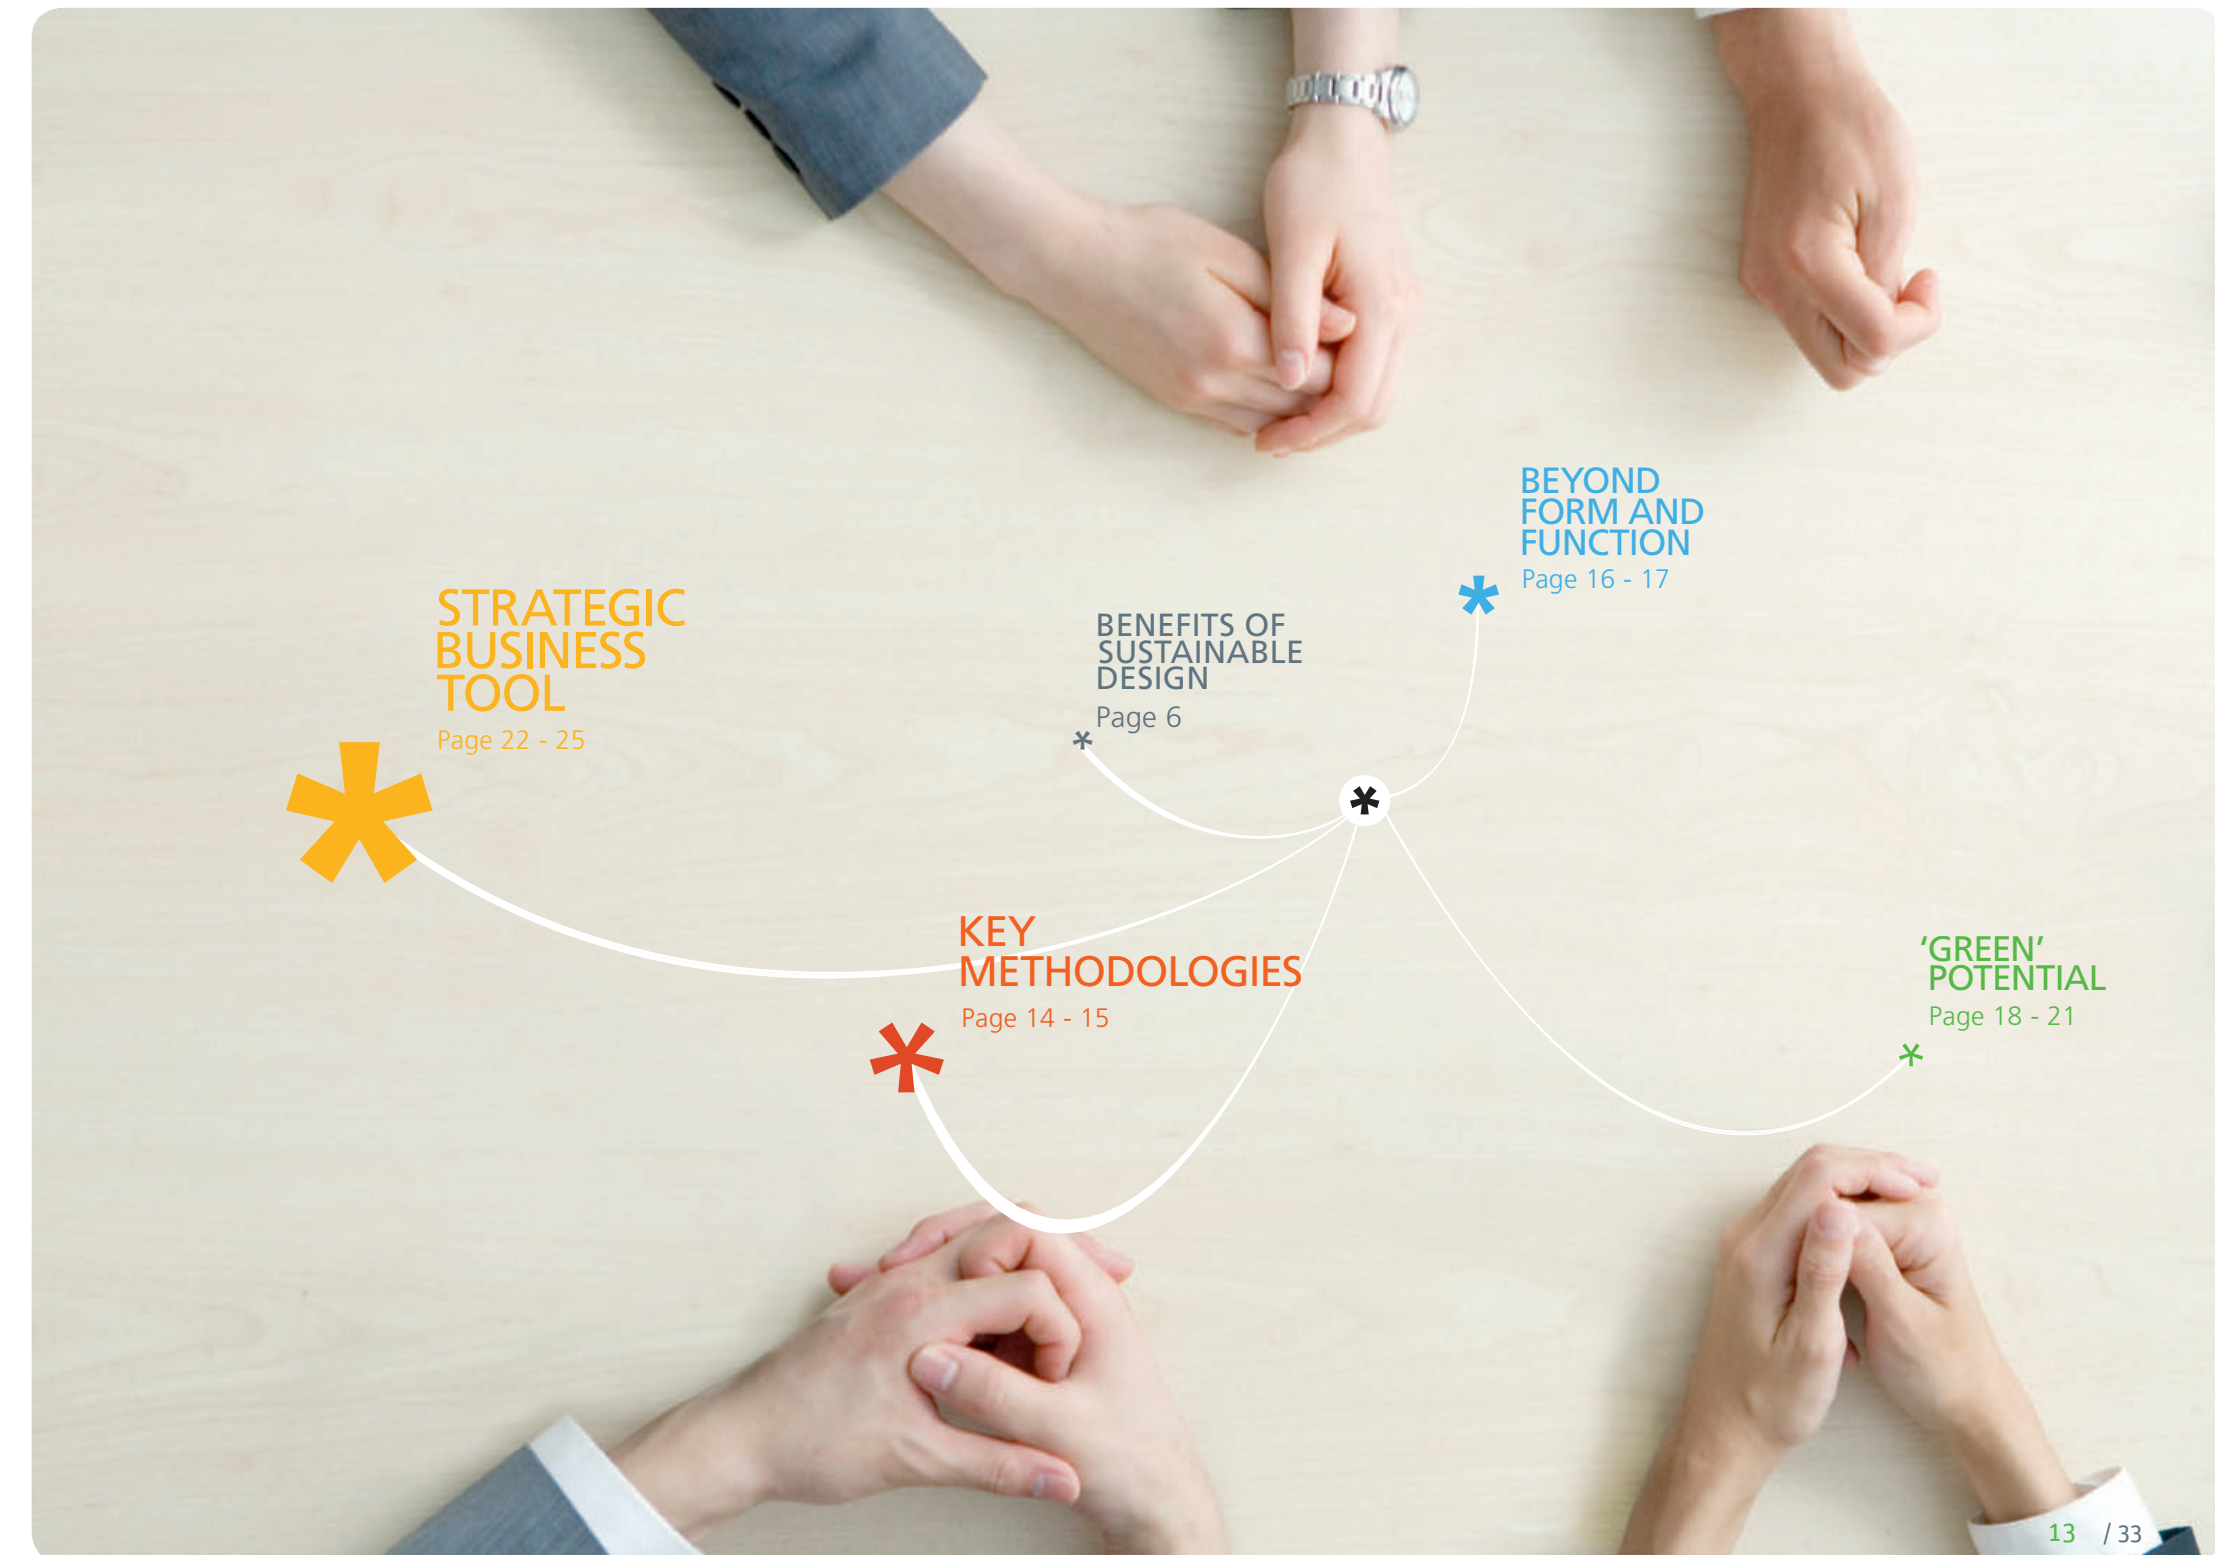 BEYOND
FORM AND
FUNCTION
Page 16 - 17
STRATEGIC
BUSINESS
TOOL
Page 22 - 25
BENEFITS OF
SUSTAINABLE
DESIGN
Page 6
KEY
METHODOLOGIES
Page 14 - 15
‘GREEN’
POTENTIAL
Page 18 - 21
13 / 33